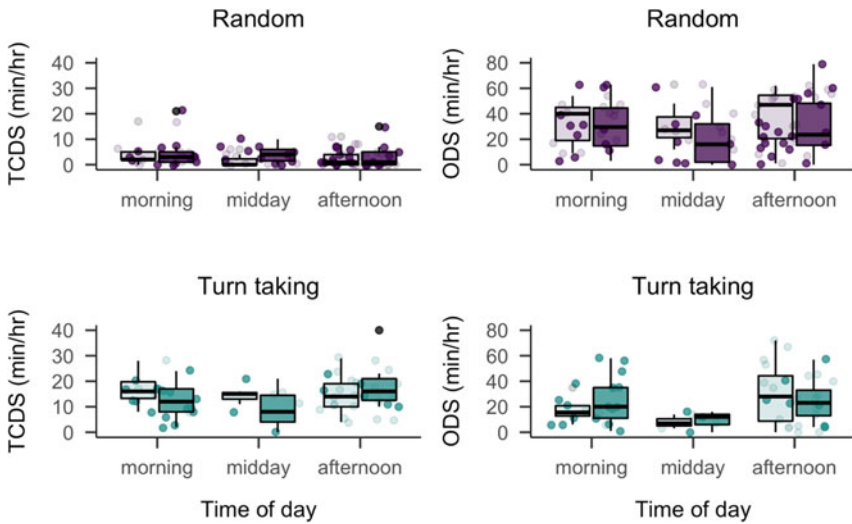 Random
TCDS (min/hr)
40
30
20
10
0
morning midday afternoon
Random
ODS (min/hr)
80
60
40
20
0
morning midday afternoon
Turn taking
TCDS (min/hr)
40
30
20
10
0
morning midday afternoon
Time of day
Turn taking
ODS (min/hr)
80
60
40
20
0
morning midday afternoon
Time of day